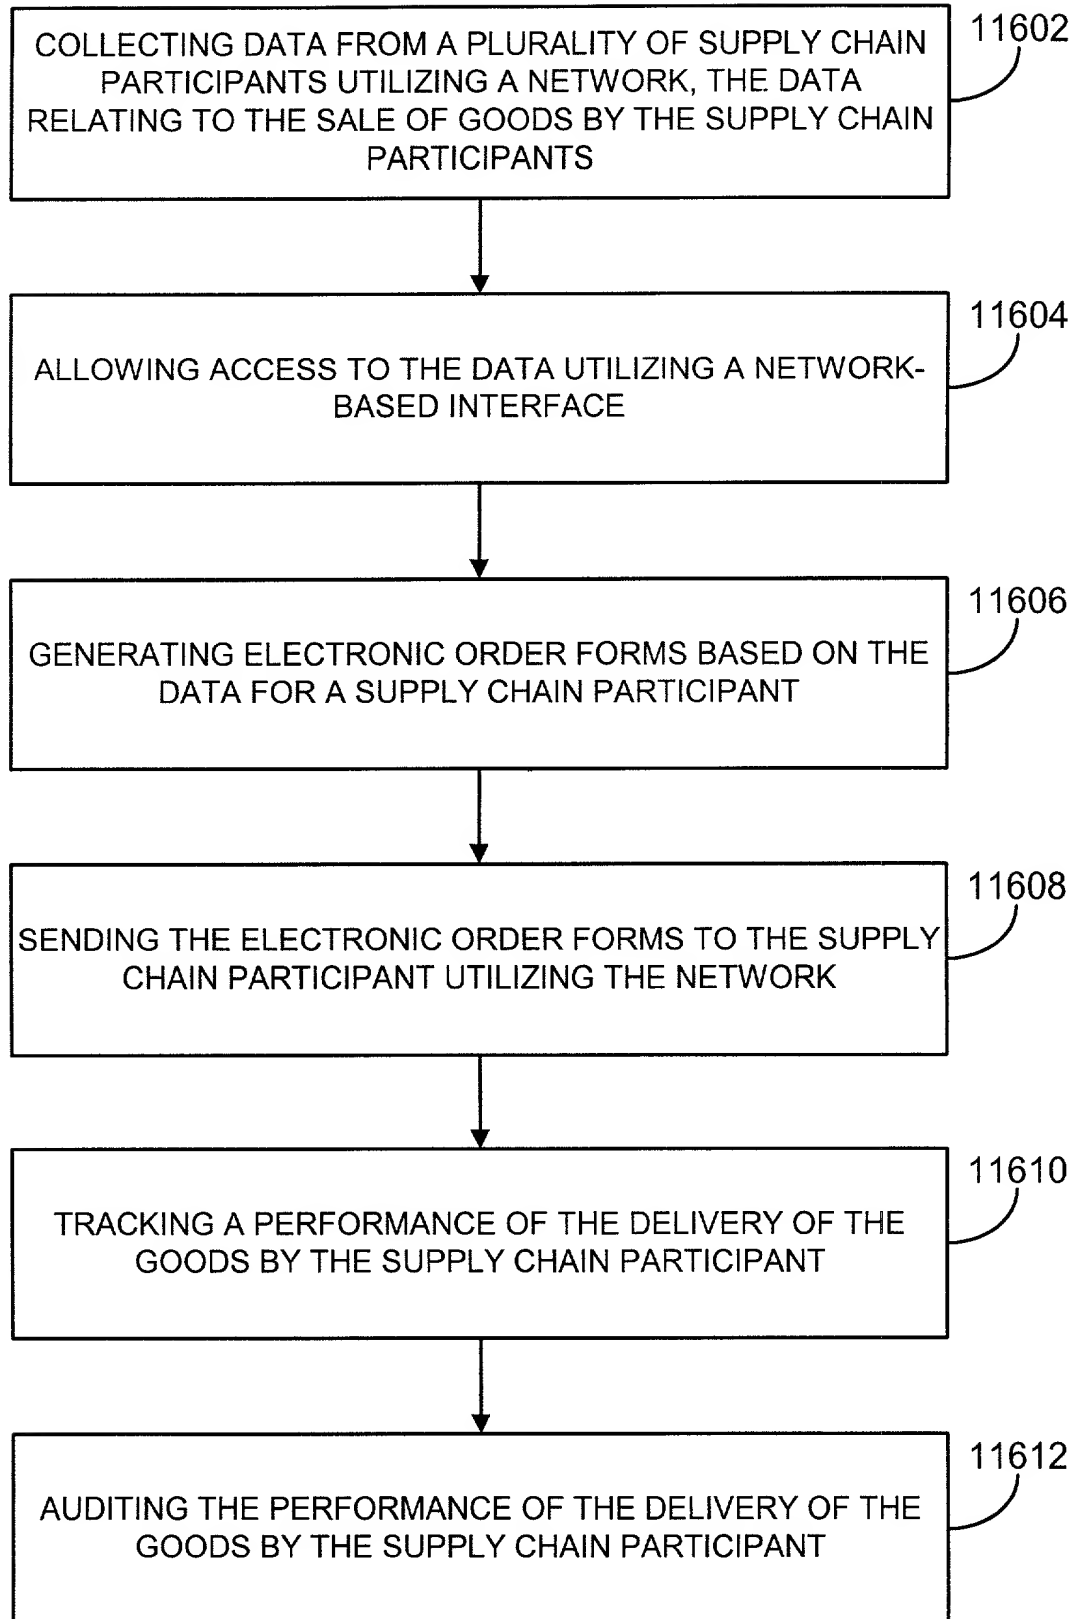 11602
COLLECTING DATA FROM A PLURALITY OF SUPPLY CHAIN
PARTICIPANTS UTILIZING A NETWORK, THE DATA
RELATING TO THE SALE OF GOODS BY THE SUPPLY CHAIN
PARTICIPANTS
11604
ALLOWING ACCESS TO THE DATA UTILIZING A NETWORK-
BASED INTERFACE
11606
GENERATING ELECTRONIC ORDER FORMS BASED ON THE
DATA FOR A SUPPLY CHAIN PARTICIPANT
11608
SENDING THE ELECTRONIC ORDER FORMS TO THE SUPPLY
CHAIN PARTICIPANT UTILIZING THE NETWORK
11610
TRACKING A PERFORMANCE OF THE DELIVERY OF THE
GOODS BY THE SUPPLY CHAIN PARTICIPANT
11612
AUDITING THE PERFORMANCE OF THE DELIVERY OF THE
GOODS BY THE SUPPLY CHAIN PARTICIPANT